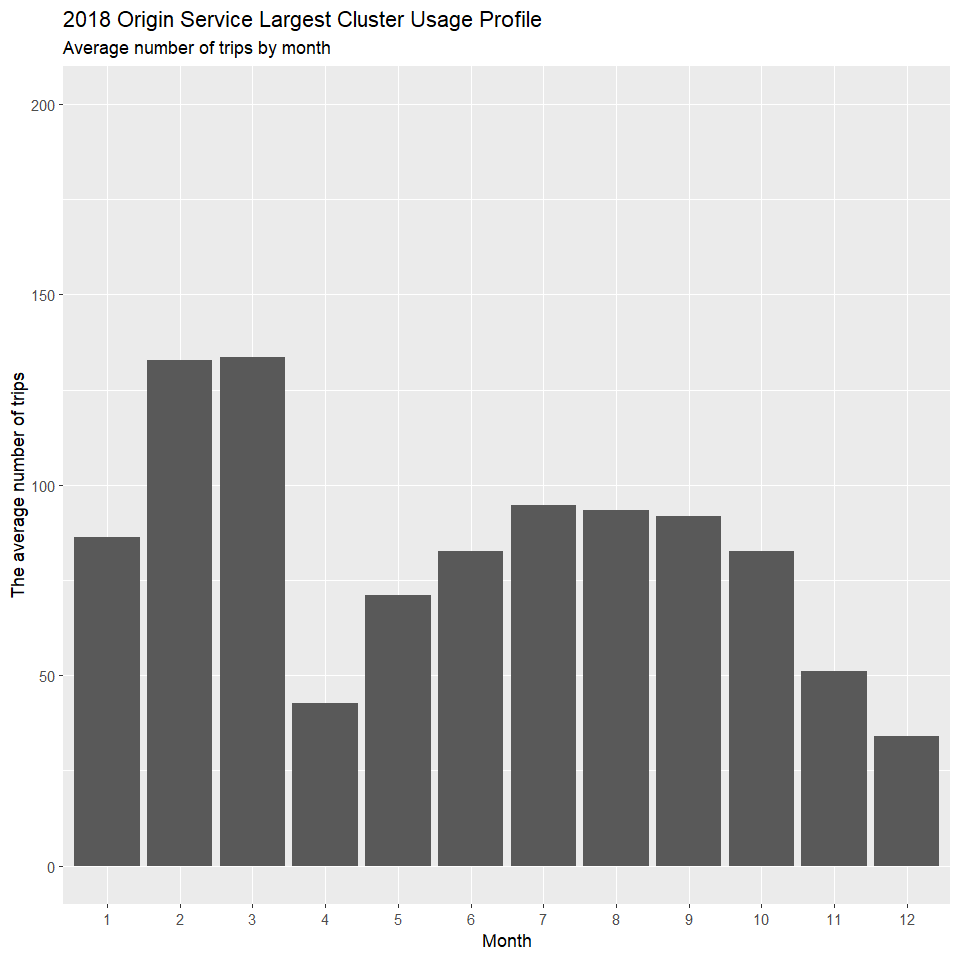 2018 Origin Service Largest Cluster Usage Profile
Average number of trips by month
The average number of trips
200
150
100
50
0
1 2 3 4 5 6 7 8 9 10 11 12
Month